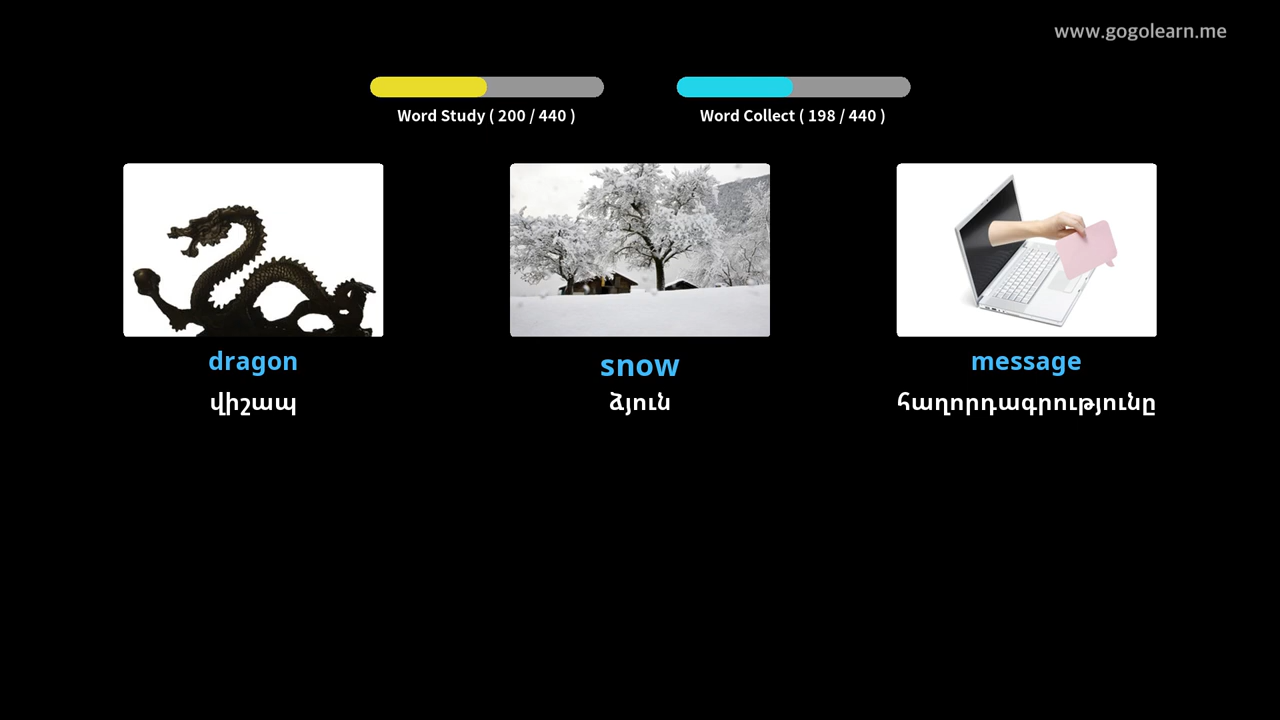 www.gogolearn.me
Word Study ( 200 / 440 )
Word Collect ( 198 / 440 )
dragon
snow
message
վիշապ
ձյուն
հաղորդագրությունը